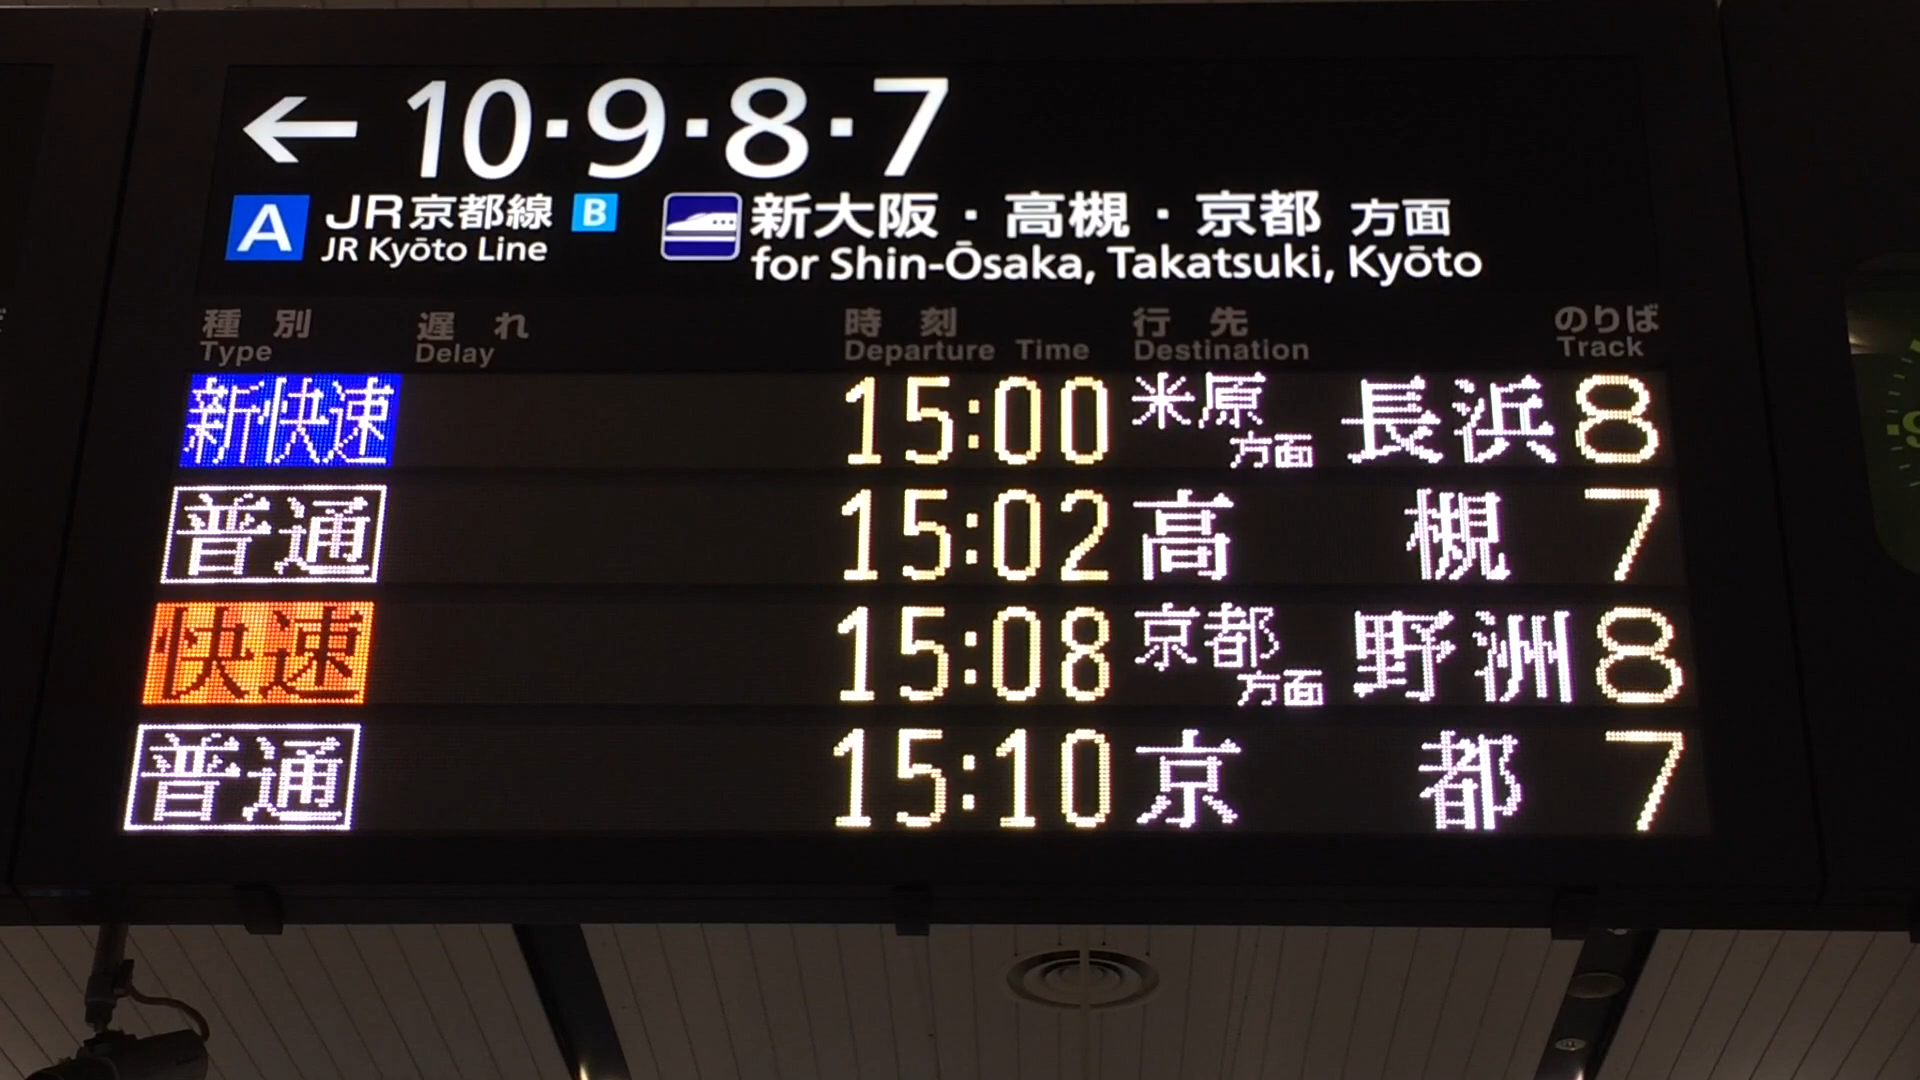 ← 10・9・8・7
A JR京都線 B 新大阪・高槻・京都 方面
JR Kyōto Line for Shin-Ōsaka, Takatsuki, Kyōto
種別 遅れ 時刻 行先 のりば
Type Delay Departure Time Destination Track
新快速 15:00 米原方面 長浜 8
普通 15:02 高槻 7
快速 15:08 京都方面 野洲 8
普通 15:10 京都 7